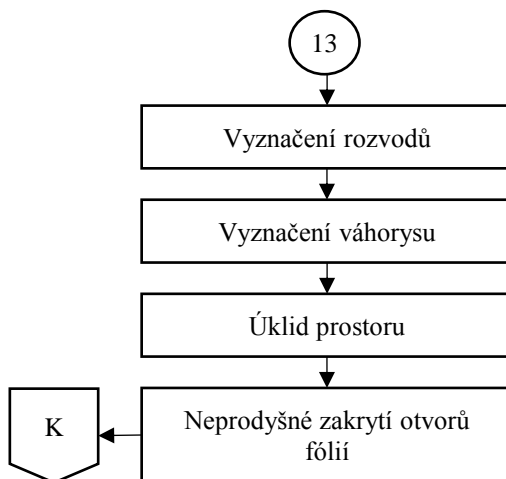 13
Vyznačení rozvodů
Vyznačení váhorysu
Úklid prostoru
K
Neprodyšné zakrytí otvorů
fólií